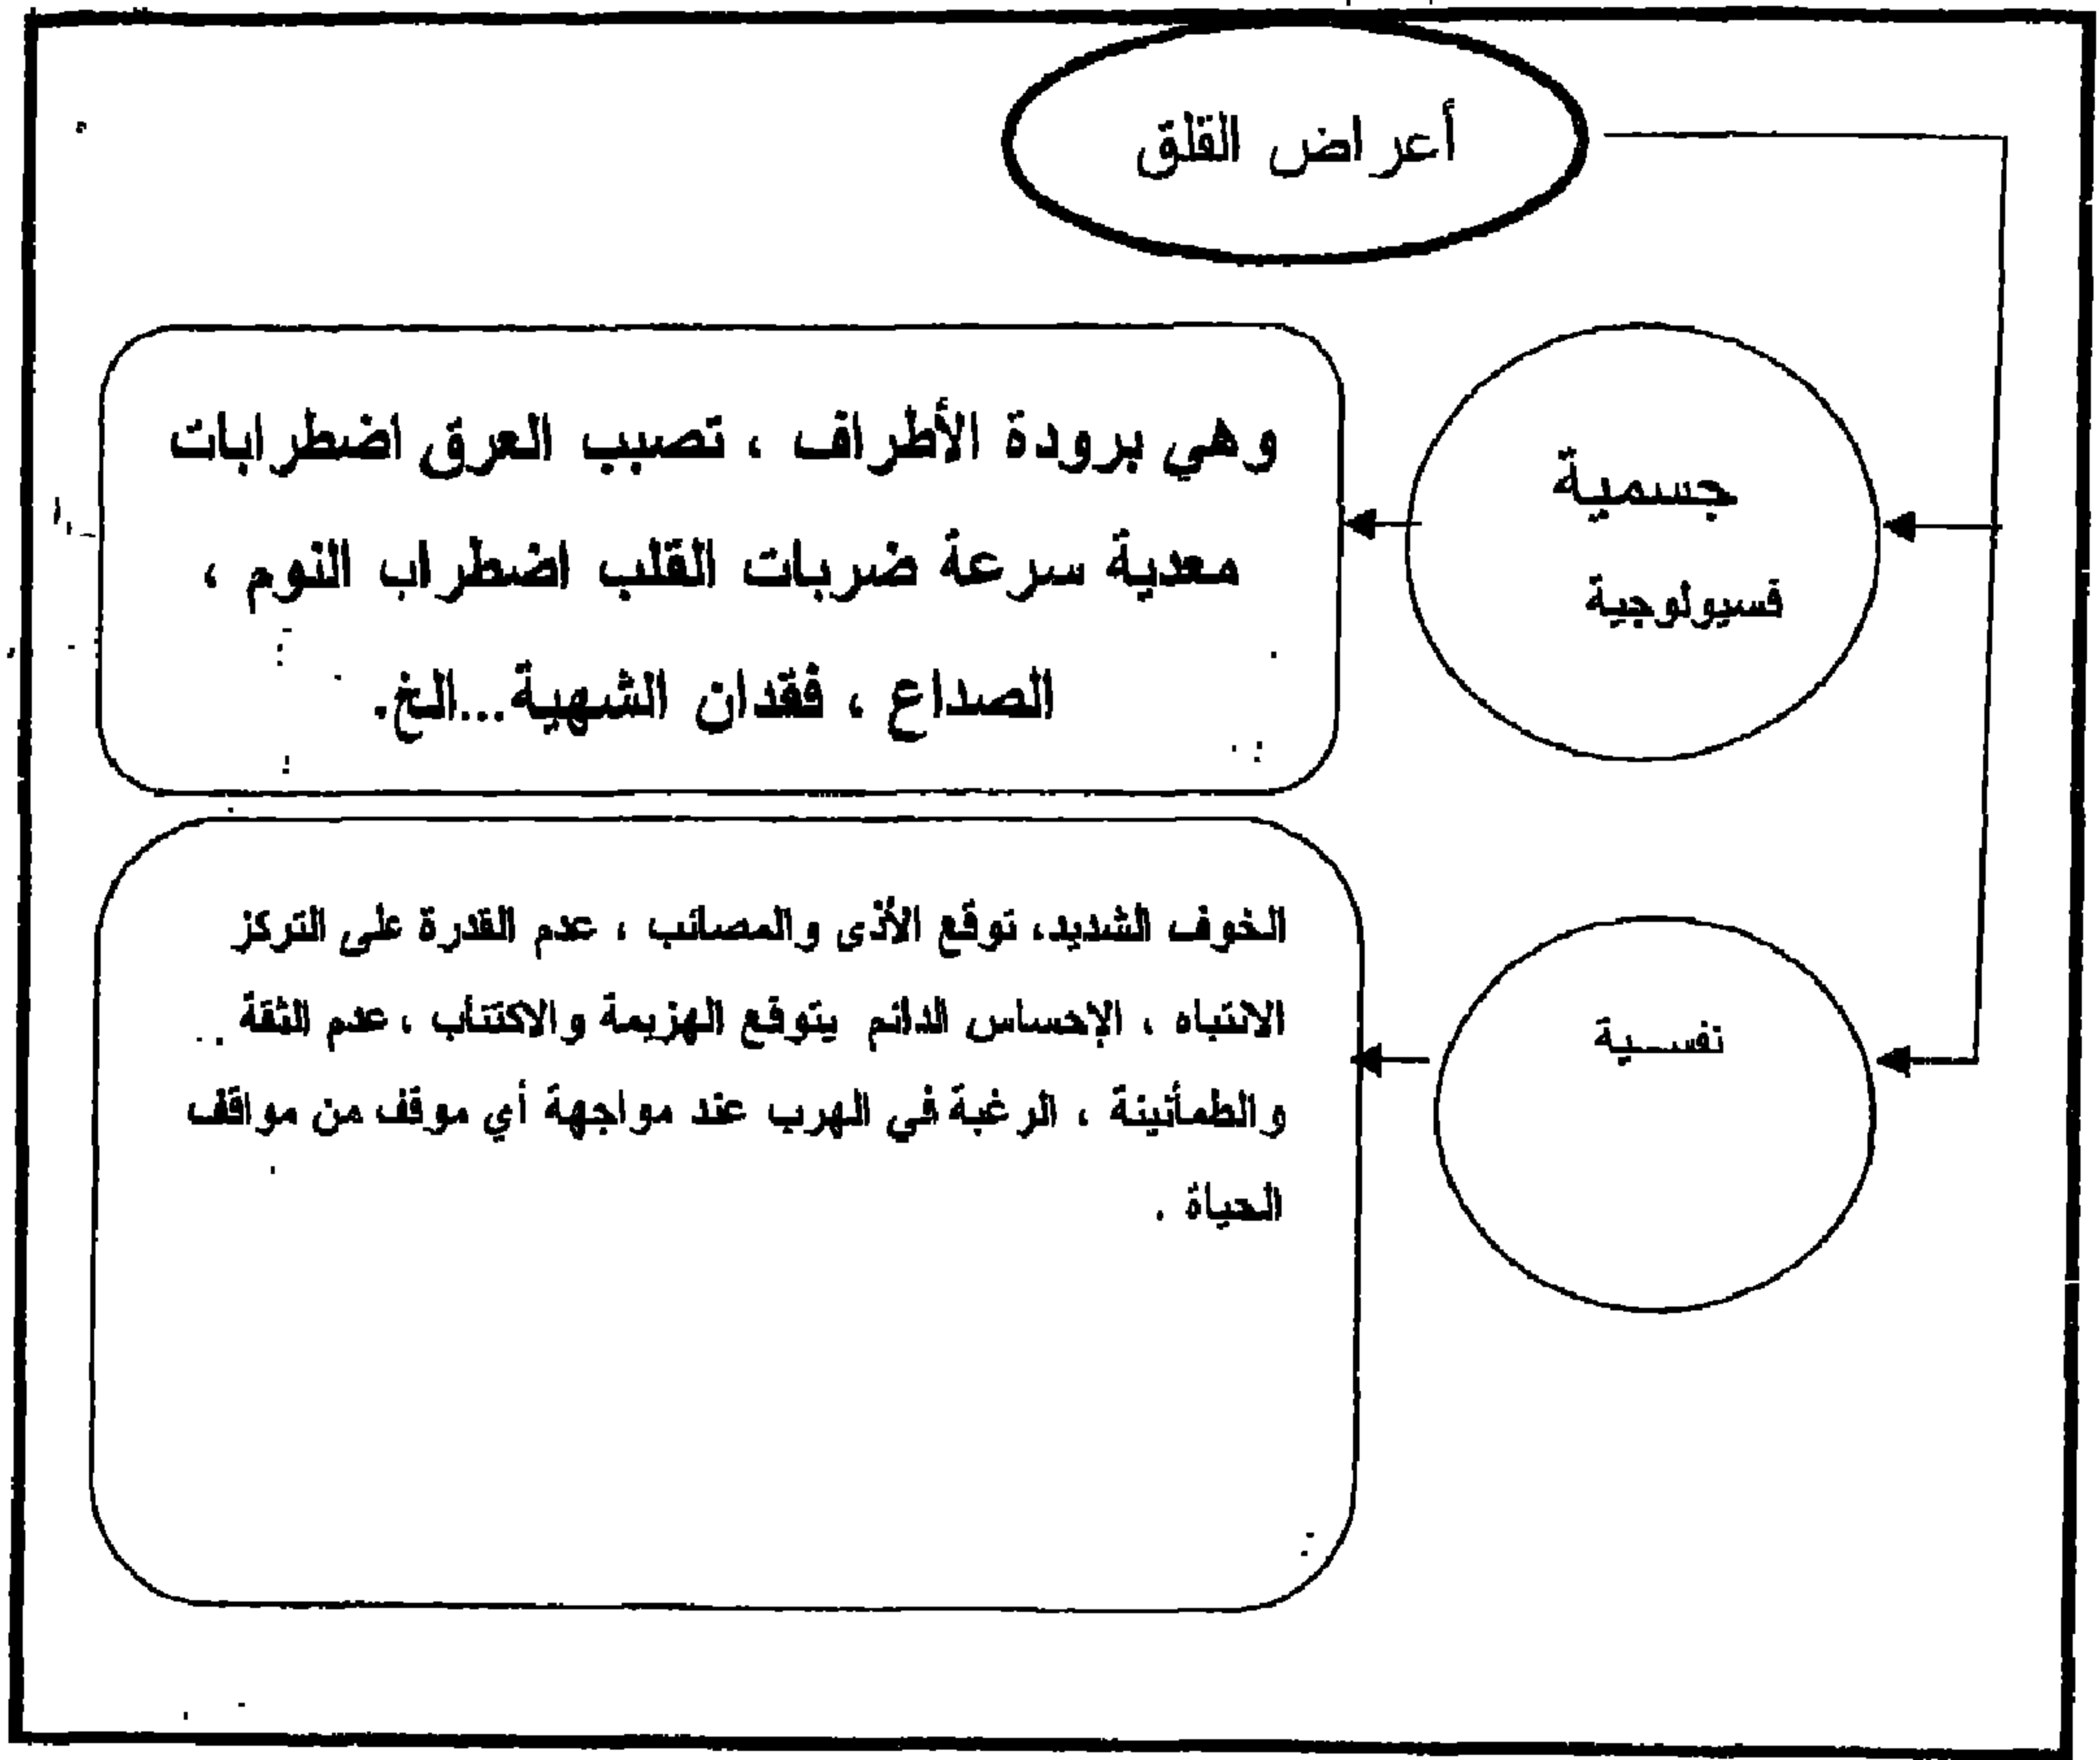 أعراض القلق
جسمية
فسيولوجية
وهي برودة الأطراف ، تصبب العرق اضطرابات
معدية سرعة ضربات القلب اضطراب النوم ،
الصداع ، فقدان الشهية...الخ.
نفسية
الخوف الشديد، توقع الأذى والمصائب ، عدم القدرة على التركز
الانتباه ، الإحساس الدائم يتوقع الهزيمة والاكتئاب ، عدم الثقة
والطمأنينة ، الرغبة في الهرب عند مواجهة أي موقف من مواقف
الحياة .